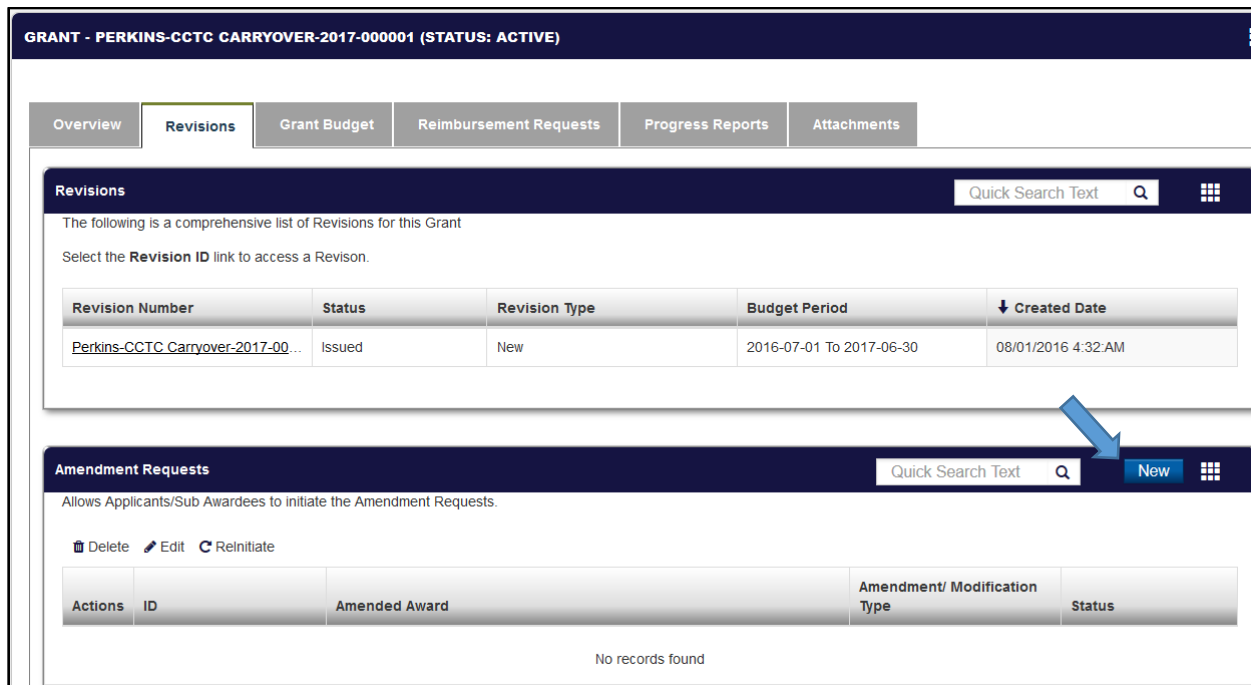 GRANT - PERKINS-CCTC CARRYOVER-2017-000001 (STATUS: ACTIVE)
Overview Revisions Grant Budget Reimbursement Requests Progress Reports Attachments
Revisions Quick Search Text
The following is a comprehensive list of Revisions for this Grant
Select the Revision ID link to access a Revison.
Revision Number Status Revision Type Budget Period Created Date
Perkins-CCTC Carryover-2017-00... Issued New 2016-07-01 To 2017-06-30 08/01/2016 4:32:AM
Amendment Requests Quick Search Text New
Allows Applicants/Sub Awardees to initiate the Amendment Requests.
Delete Edit ReInitiate
Actions ID Amended Award Amendment/ Modification
Type Status
No records found